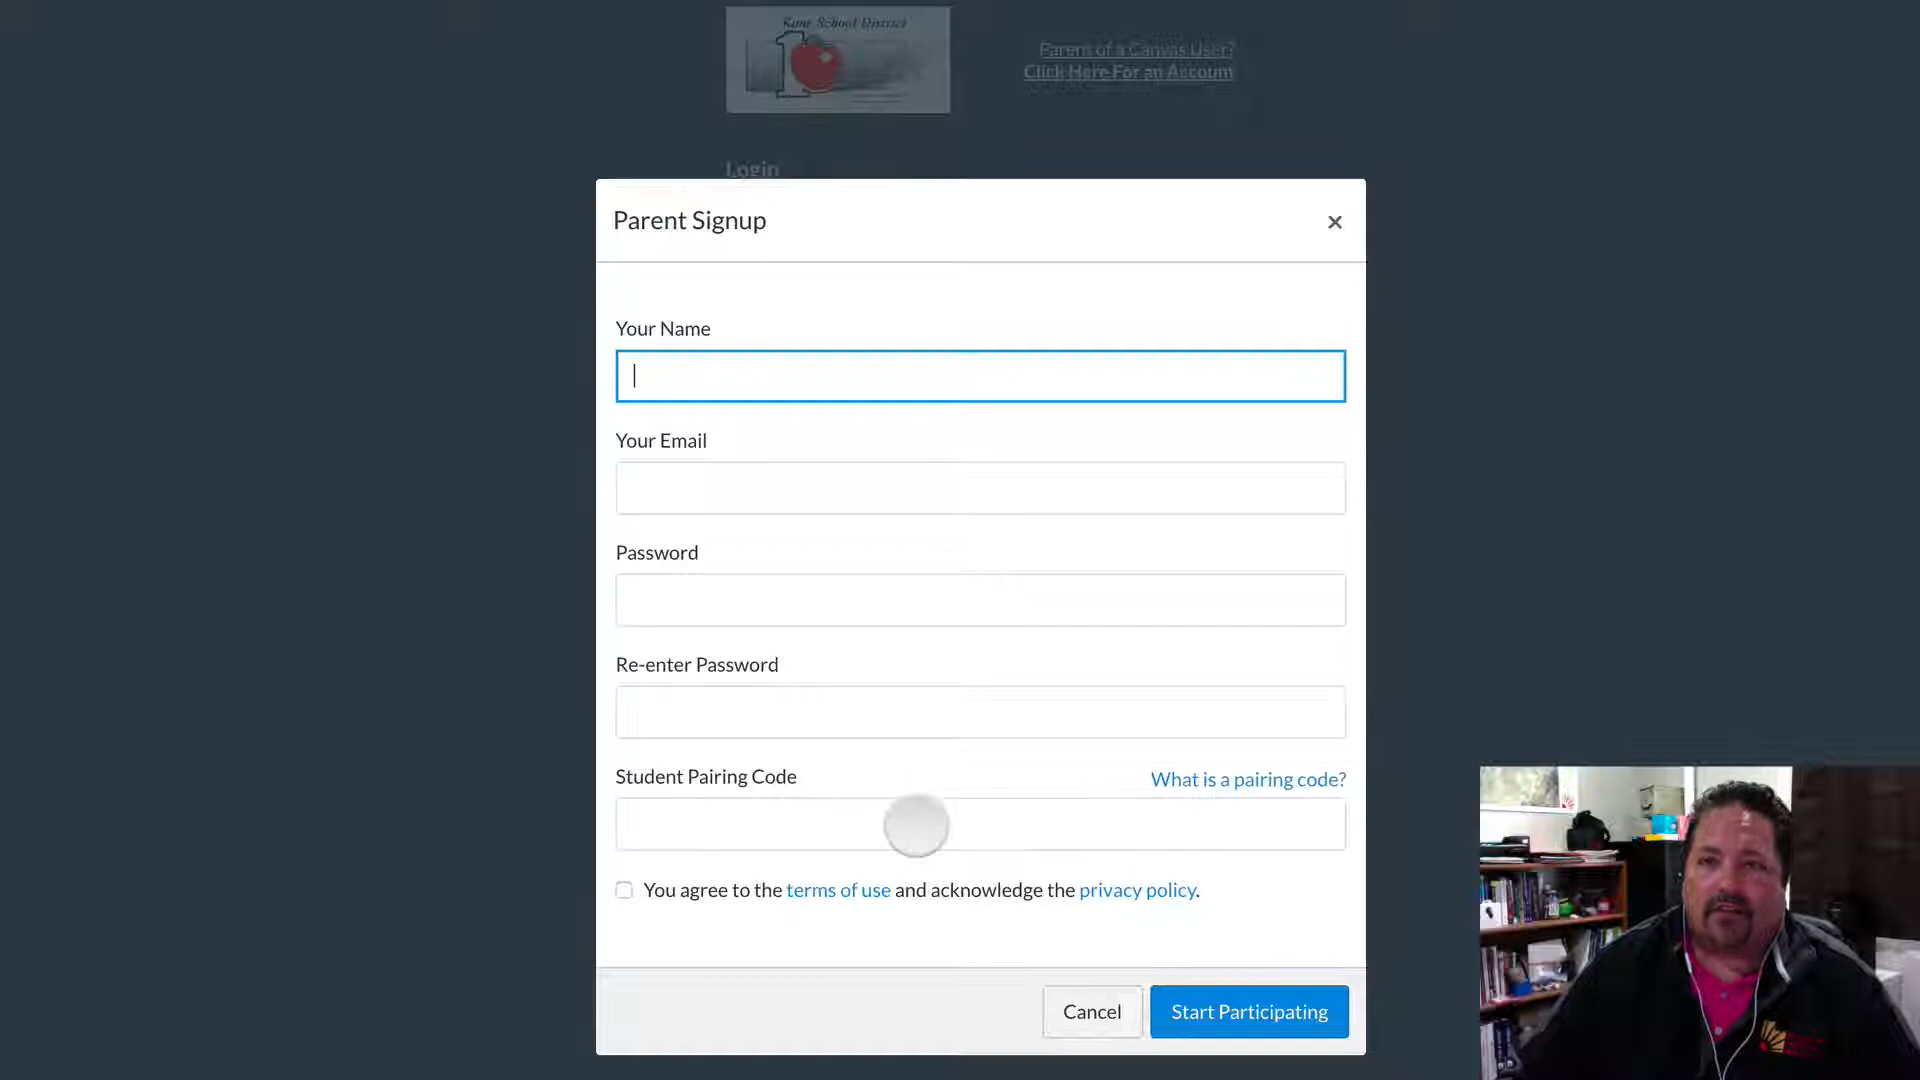 Kane School District
Parent of a Canvas User?
Click Here For an Account
Login
Parent Signup
Your Name
Your Email
Password
Re-enter Password
Student Pairing Code
What is a pairing code?
You agree to the terms of use and acknowledge the privacy policy.
Cancel
Start Participating